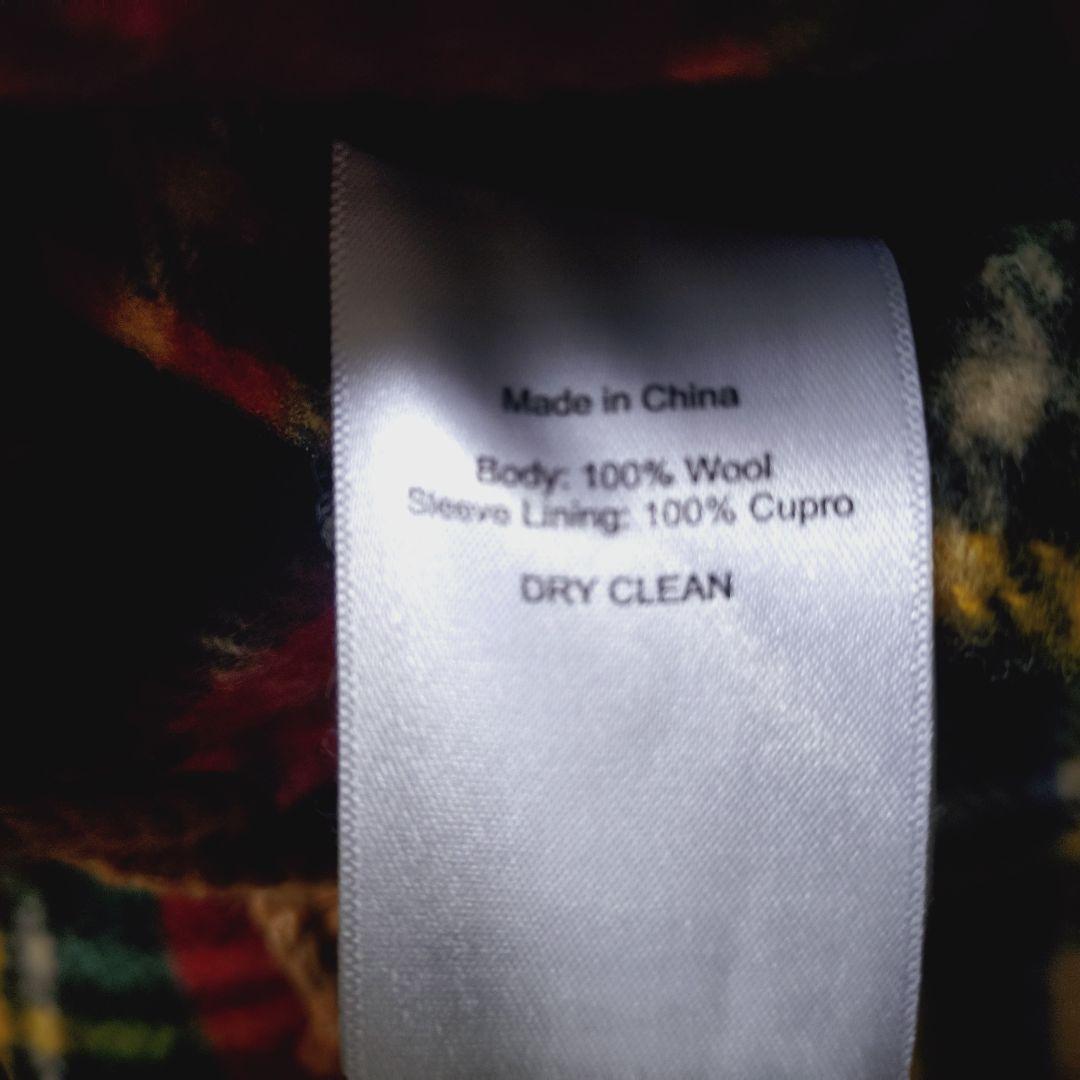 Made in China
Body: 100% Wool
Sleeve Lining: 100% Cupro
DRY CLEAN